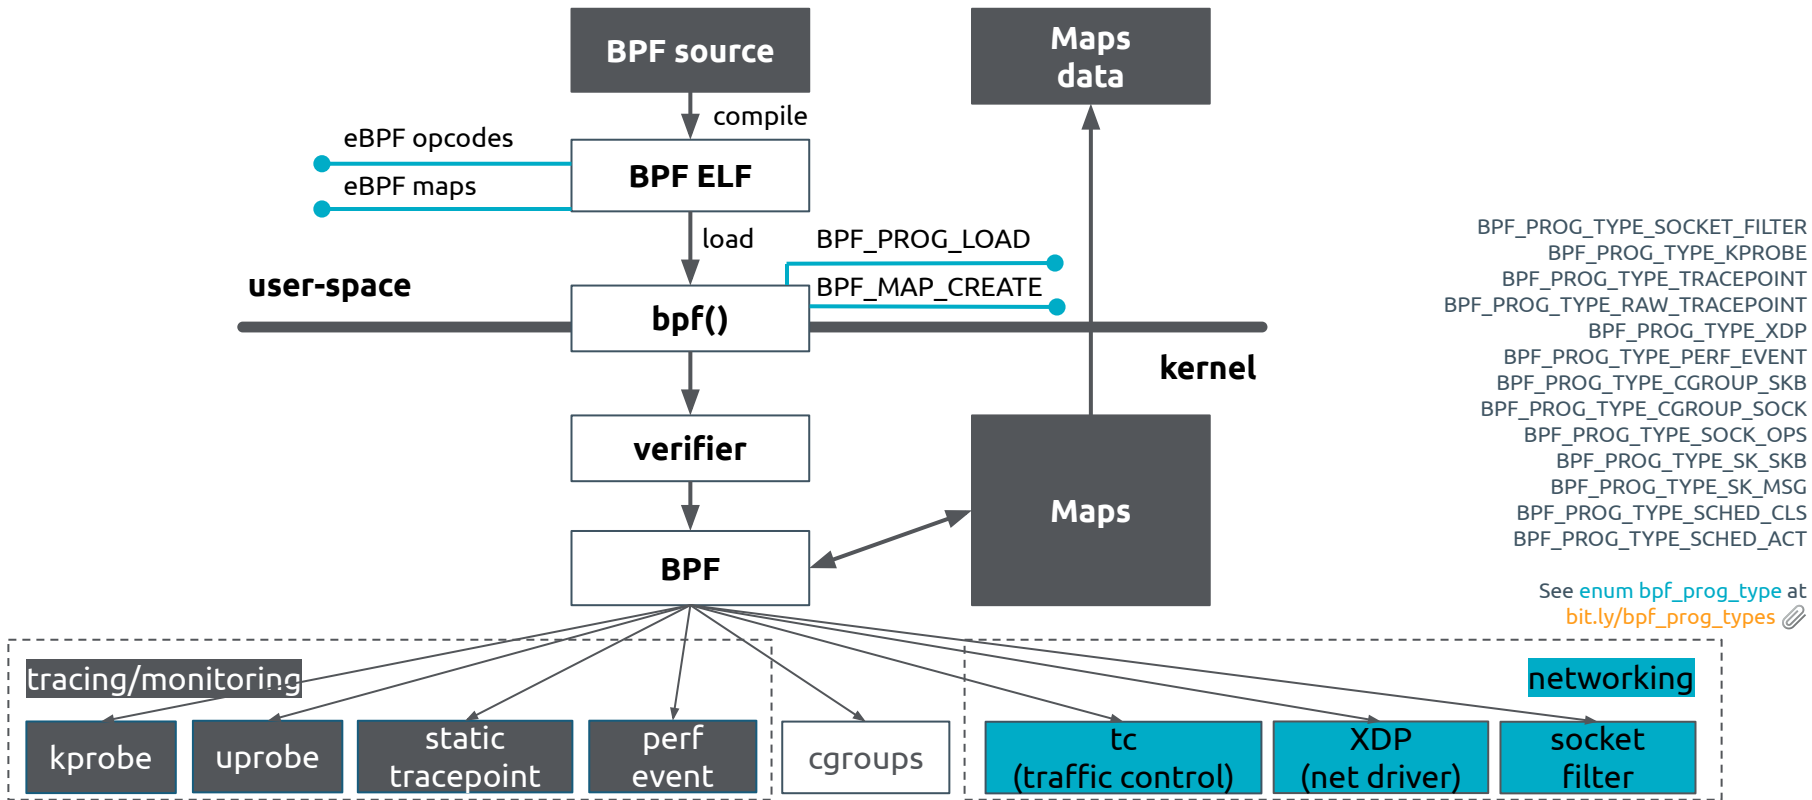 BPF source
Maps
data
compile
eBPF opcodes
eBPF maps
BPF ELF
load
BPF_PROG_LOAD
BPF_MAP_CREATE
user-space
bpf()
kernel
verifier
Maps
BPF
BPF_PROG_TYPE_SOCKET_FILTER
BPF_PROG_TYPE_KPROBE
BPF_PROG_TYPE_TRACEPOINT
BPF_PROG_TYPE_RAW_TRACEPOINT
BPF_PROG_TYPE_XDP
BPF_PROG_TYPE_PERF_EVENT
BPF_PROG_TYPE_CGROUP_SKB
BPF_PROG_TYPE_CGROUP_SOCK
BPF_PROG_TYPE_SOCK_OPS
BPF_PROG_TYPE_SK_SKB
BPF_PROG_TYPE_SK_MSG
BPF_PROG_TYPE_SCHED_CLS
BPF_PROG_TYPE_SCHED_ACT
See enum bpf_prog_type at
bit.ly/bpf_prog_types
tracing/monitoring
kprobe
uprobe
static
tracepoint
perf
event
cgroups
networking
tc
(traffic control)
XDP
(net driver)
socket
filter